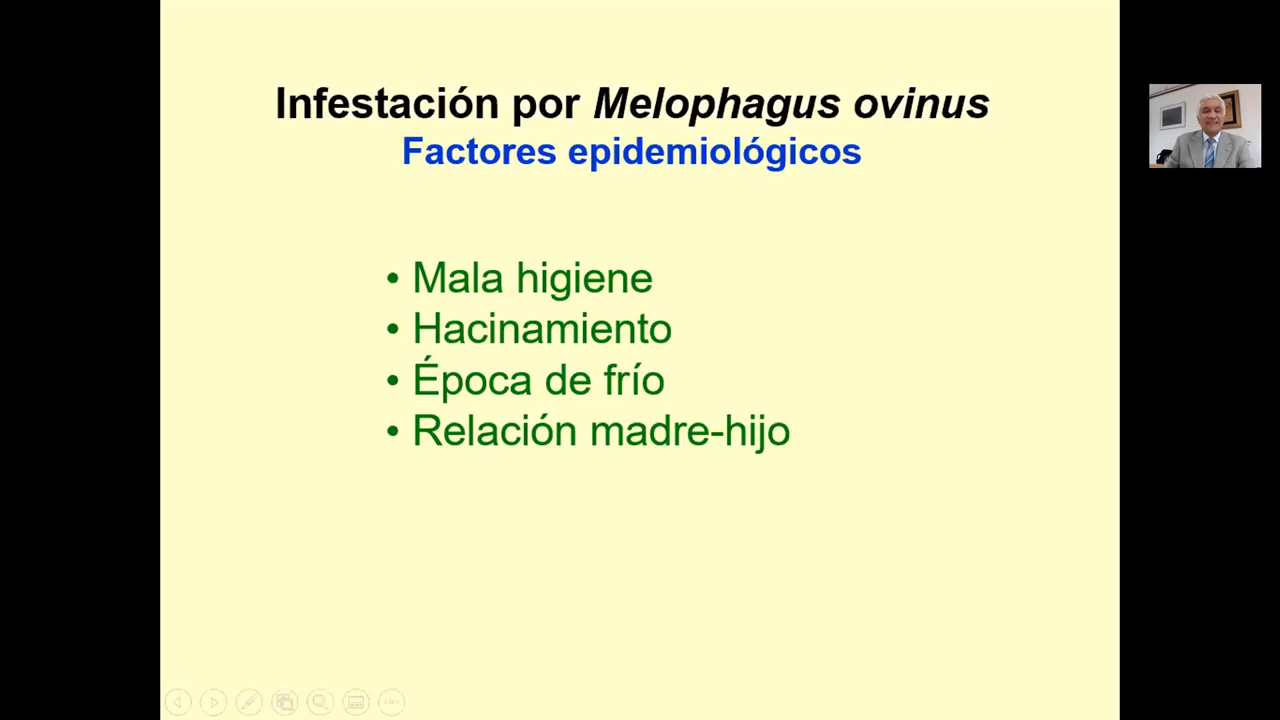 Infestación por Melophagus ovinus
Factores epidemiológicos
• Mala higiene
• Hacinamiento
• Época de frío
• Relación madre-hijo